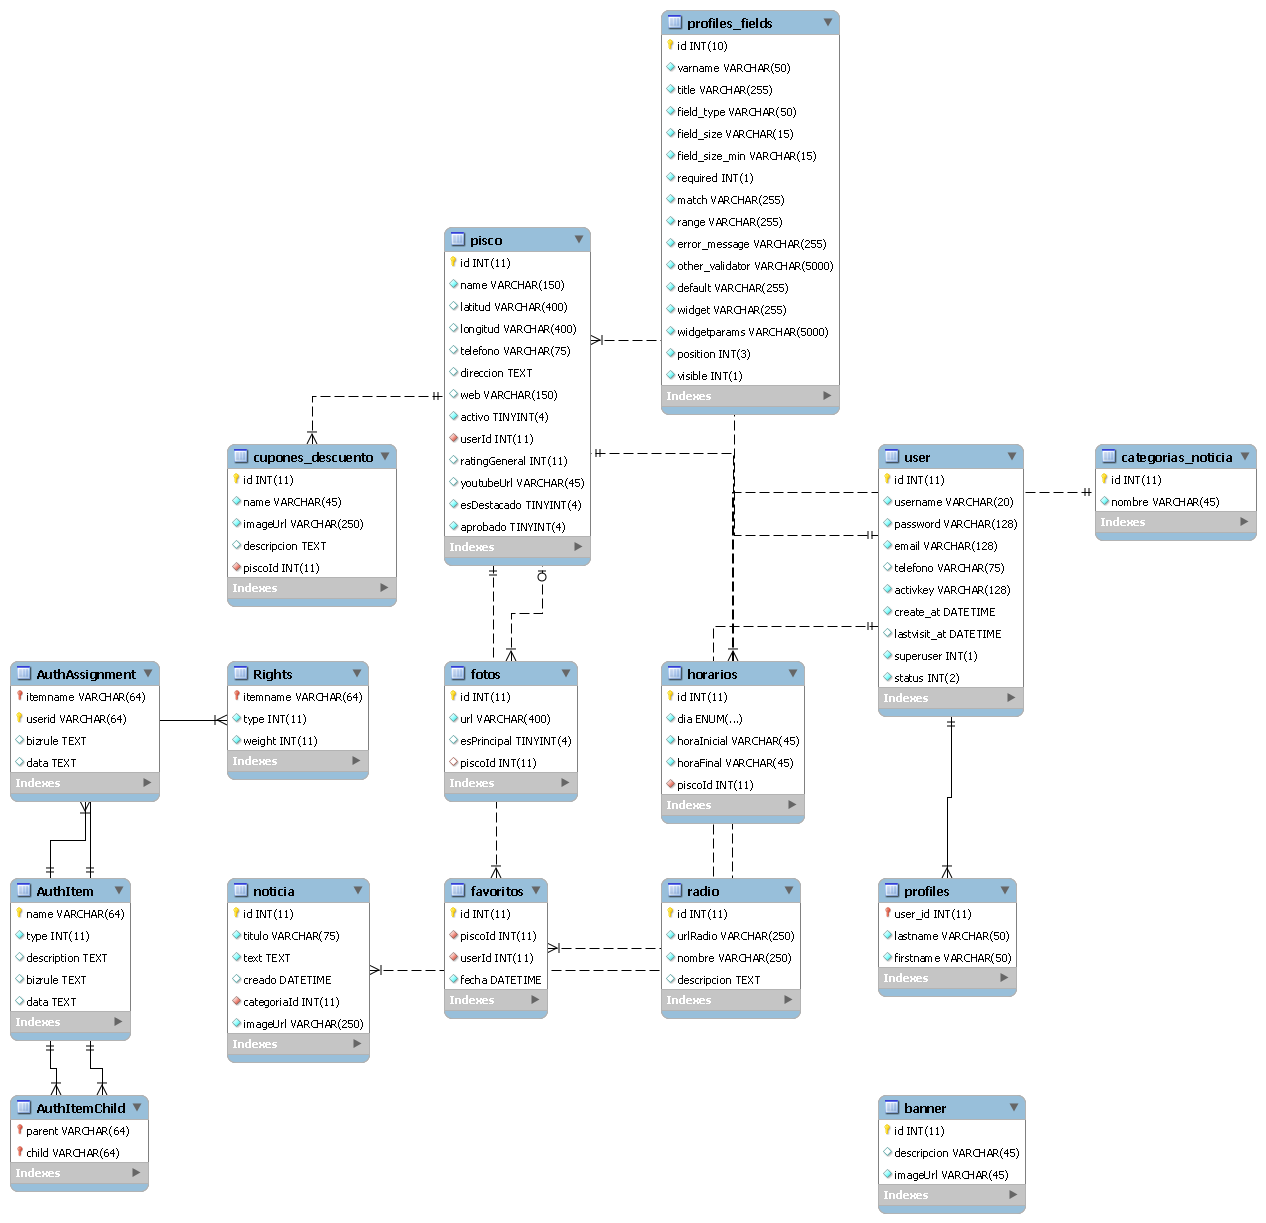 profiles_fields
id INT(10)
varname VARCHAR(50)
title VARCHAR(255)
field_type VARCHAR(50)
field_size VARCHAR(15)
field_size_min VARCHAR(15)
required INT(1)
match VARCHAR(255)
range VARCHAR(255)
error_message VARCHAR(255)
other_validator VARCHAR(5000)
default VARCHAR(255)
widget VARCHAR(255)
widgetparams VARCHAR(5000)
position INT(3)
visible INT(1)
Indexes
pisco
id INT(11)
name VARCHAR(150)
latitud VARCHAR(400)
longitud VARCHAR(400)
telefono VARCHAR(75)
direccion TEXT
web VARCHAR(150)
activo TINYINT(4)
userId INT(11)
ratingGeneral INT(11)
youtubeUrl VARCHAR(45)
esDestacado TINYINT(4)
aprobado TINYINT(4)
Indexes
cupones_descuento
id INT(11)
name VARCHAR(45)
imageUrl VARCHAR(250)
descripcion TEXT
piscoId INT(11)
Indexes
user
id INT(11)
username VARCHAR(20)
password VARCHAR(128)
email VARCHAR(128)
telefono VARCHAR(75)
activkey VARCHAR(128)
create_at DATETIME
lastvisit_at DATETIME
superuser INT(1)
status INT(2)
Indexes
categorias_noticia
id INT(11)
nombre VARCHAR(45)
Indexes
AuthAssignment
itemname VARCHAR(64)
userid VARCHAR(64)
bizrule TEXT
data TEXT
Indexes
Rights
itemname VARCHAR(64)
type INT(11)
weight INT(11)
Indexes
fotos
id INT(11)
url VARCHAR(400)
esPrincipal TINYINT(4)
piscoId INT(11)
Indexes
horarios
id INT(11)
dia ENUM(...)
horaInicial VARCHAR(45)
horaFinal VARCHAR(45)
piscoId INT(11)
Indexes
AuthItem
name VARCHAR(64)
type INT(11)
description TEXT
bizrule TEXT
data TEXT
Indexes
noticia
id INT(11)
titulo VARCHAR(75)
text TEXT
creado DATETIME
categoriaId INT(11)
imageUrl VARCHAR(250)
Indexes
favoritos
id INT(11)
piscoId INT(11)
userId INT(11)
fecha DATETIME
Indexes
radio
id INT(11)
urlRadio VARCHAR(250)
nombre VARCHAR(250)
descripcion TEXT
Indexes
profiles
user_id INT(11)
lastname VARCHAR(50)
firstname VARCHAR(50)
Indexes
AuthItemChild
parent VARCHAR(64)
child VARCHAR(64)
Indexes
banner
id INT(11)
descripcion VARCHAR(45)
imageUrl VARCHAR(45)
Indexes